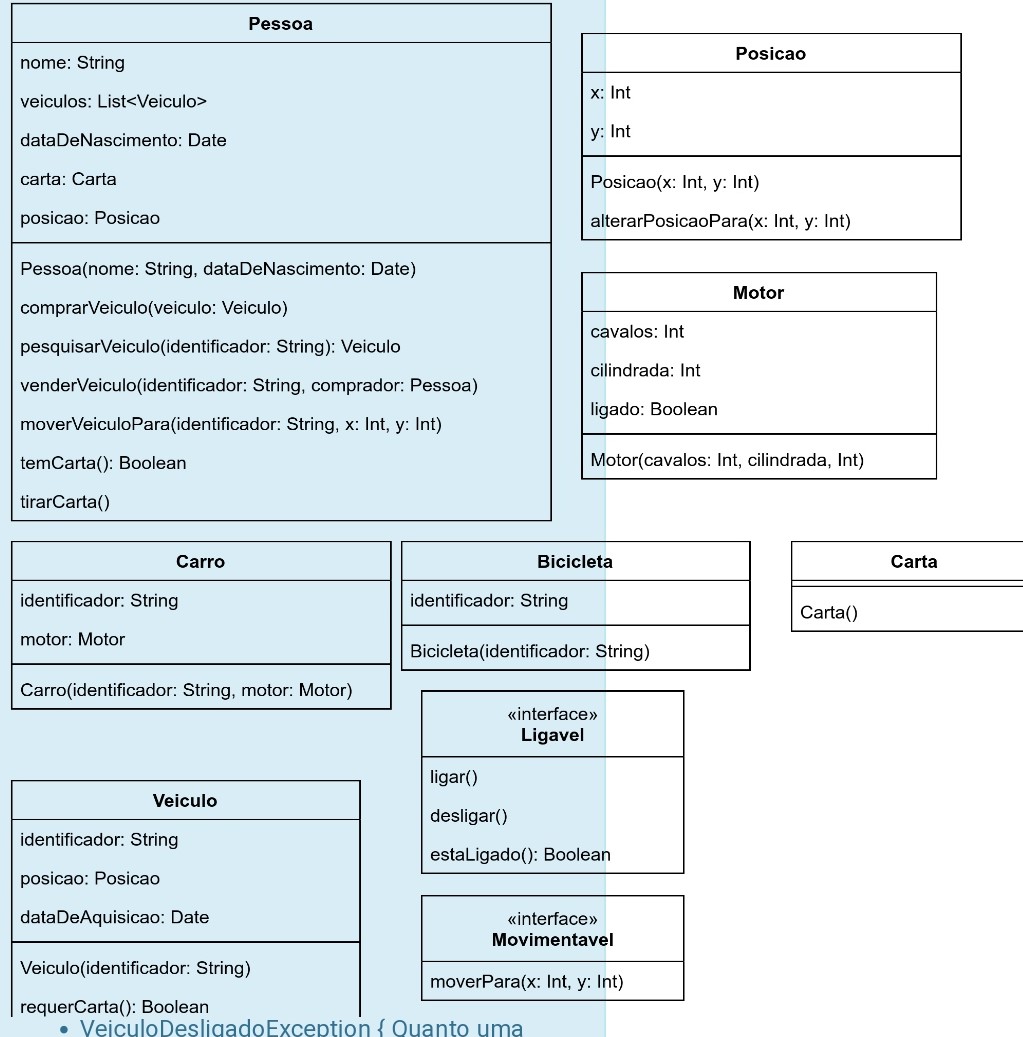 Pessoa
nome: String
veiculos: List<Veiculo>
dataDeNascimento: Date
carta: Carta
posicao: Posicao
Pessoa(nome: String, dataDeNascimento: Date)
comprarVeiculo(veiculo: Veiculo)
pesquisarVeiculo(identificador: String): Veiculo
venderVeiculo(identificador: String, comprador: Pessoa)
moverVeiculoPara(identificador: String, x: Int, y: Int)
temCarta(): Boolean
tirarCarta()
Posicao
x: Int
y: Int
Posicao(x: Int, y: Int)
alterarPosicaoPara(x: Int, y: Int)
Motor
cavalos: Int
cilindrada: Int
ligado: Boolean
Motor(cavalos: Int, cilindrada, Int)
Carro
identificador: String
motor: Motor
Carro(identificador: String, motor: Motor)
Bicicleta
identificador: String
Bicicleta(identificador: String)
Carta
Carta()
«interface»
Ligavel
ligar()
desligar()
estaLigado(): Boolean
Veiculo
identificador: String
posicao: Posicao
dataDeAquisicao: Date
Veiculo(identificador: String)
requerCarta(): Boolean
«interface»
Movimentavel
moverPara(x: Int, y: Int)
• VeiculoDesligadoException { Quanto uma